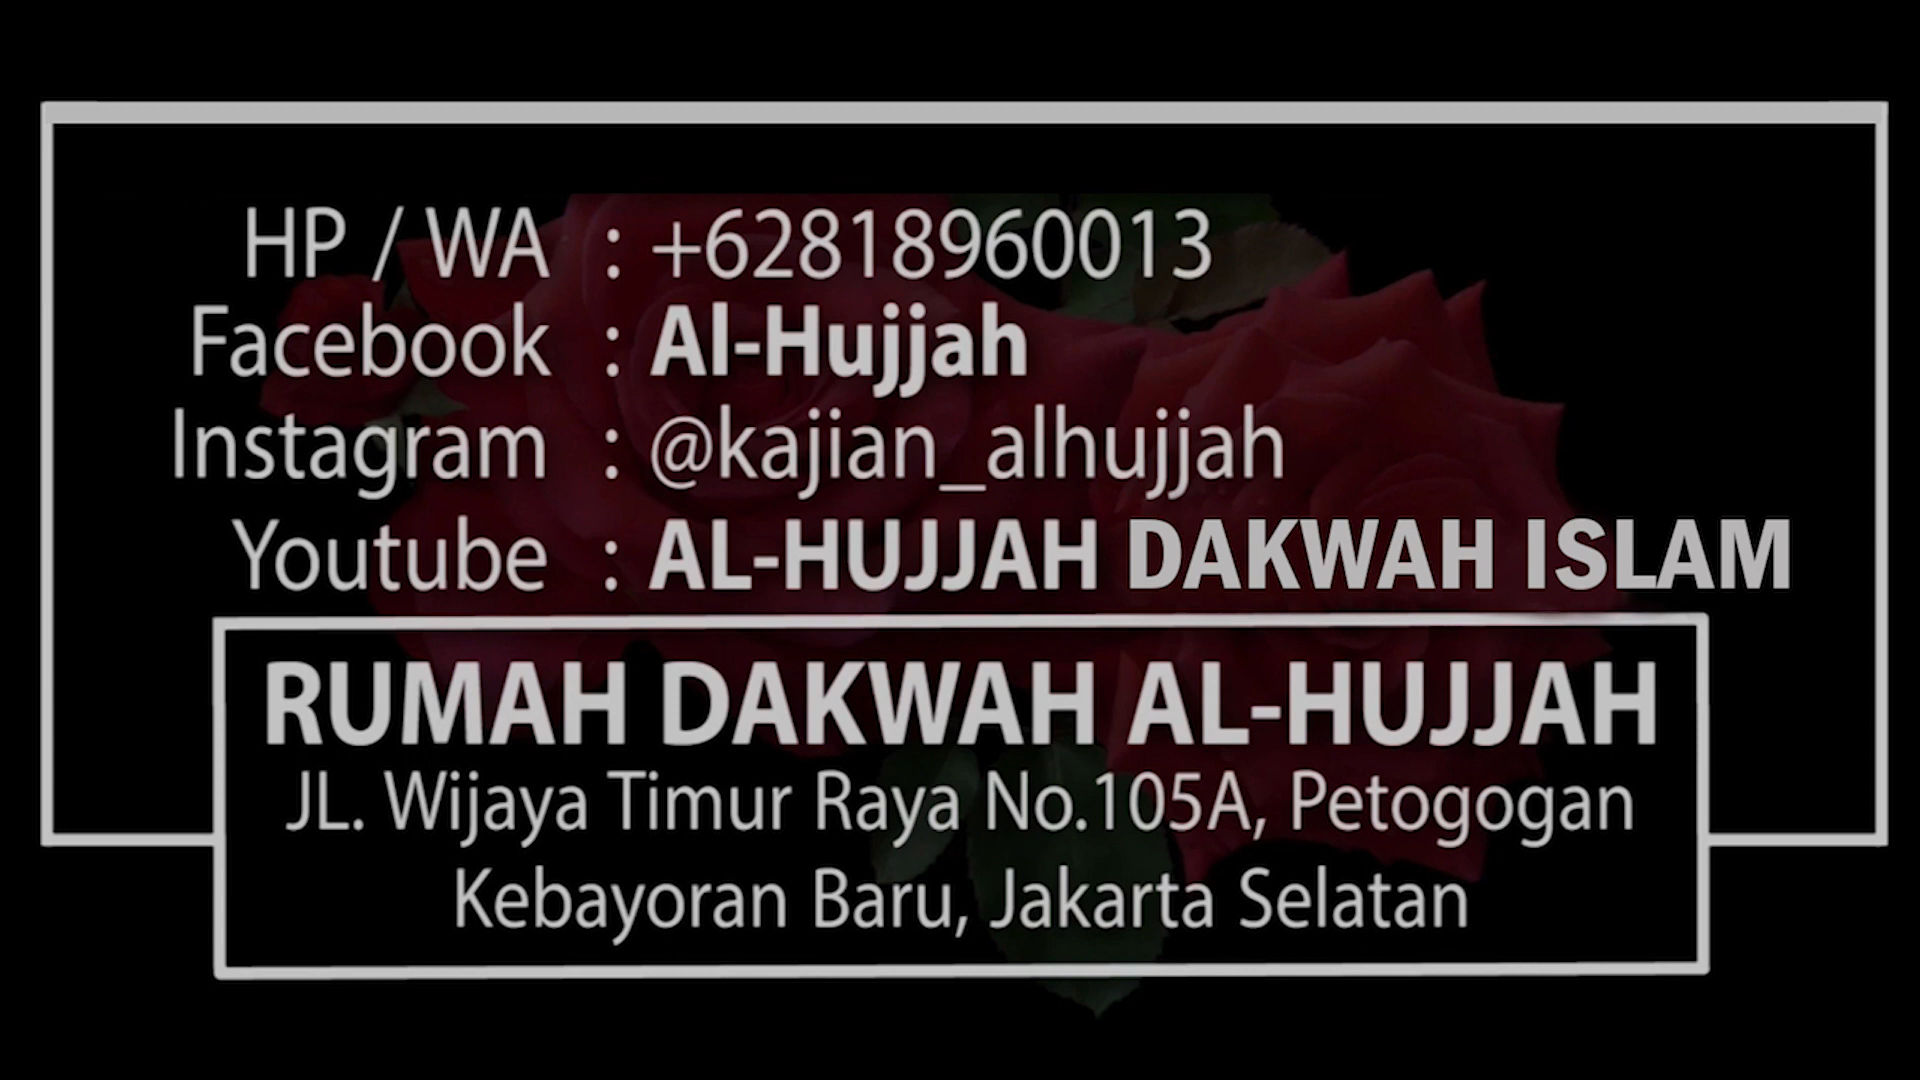 HP / WA : +62818960013
Facebook : Al-Hujjah
Instagram : @kajian_alhujjah
Youtube : AL-HUJJAH DAKWAH ISLAM
RUMAH DAKWAH AL-HUJJAH
JL. Wijaya Timur Raya No.105A, Petogogan
Kebayoran Baru, Jakarta Selatan